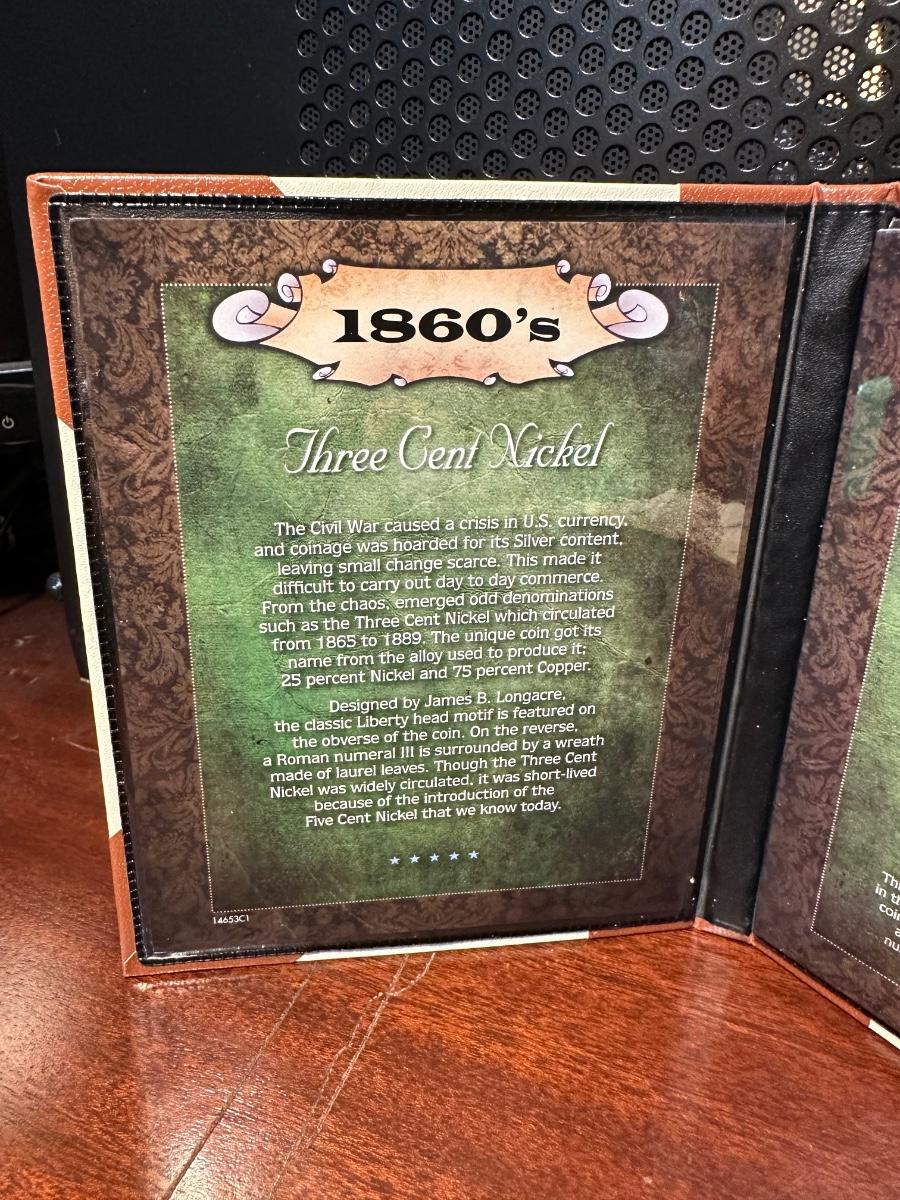 1860's
Three Cent Nickel
The Civil War caused a crisis in U.S. currency,
and coinage was hoarded for its Silver content,
leaving small change scarce. This made it
difficult to carry out day to day commerce.
From the chaos, emerged odd denominations
such as the Three Cent Nickel which circulated
from 1865 to 1889. The unique coin got its
name from the alloy used to produce it;
25 percent Nickel and 75 percent Copper.
Designed by James B. Longacre,
the classic Liberty head motif is featured on
the obverse of the coin. On the reverse,
a Roman numeral III is surrounded by a wreath
made of laurel leaves. Though the Three Cent
Nickel was widely circulated, it was short-lived
because of the introduction of the
Five Cent Nickel that we know today.
14653C1